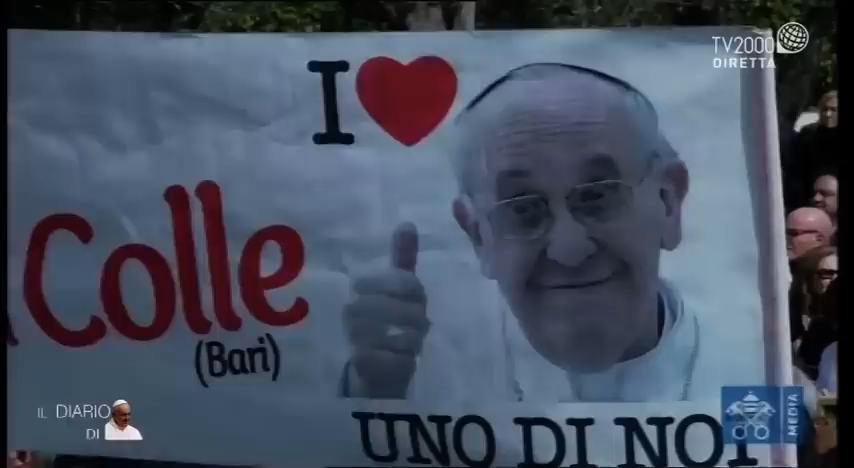 TV2000
DIRETTA
I
Colle
(Bari)
UNO DI NOI
IL DIARIO
DI
MEDIA